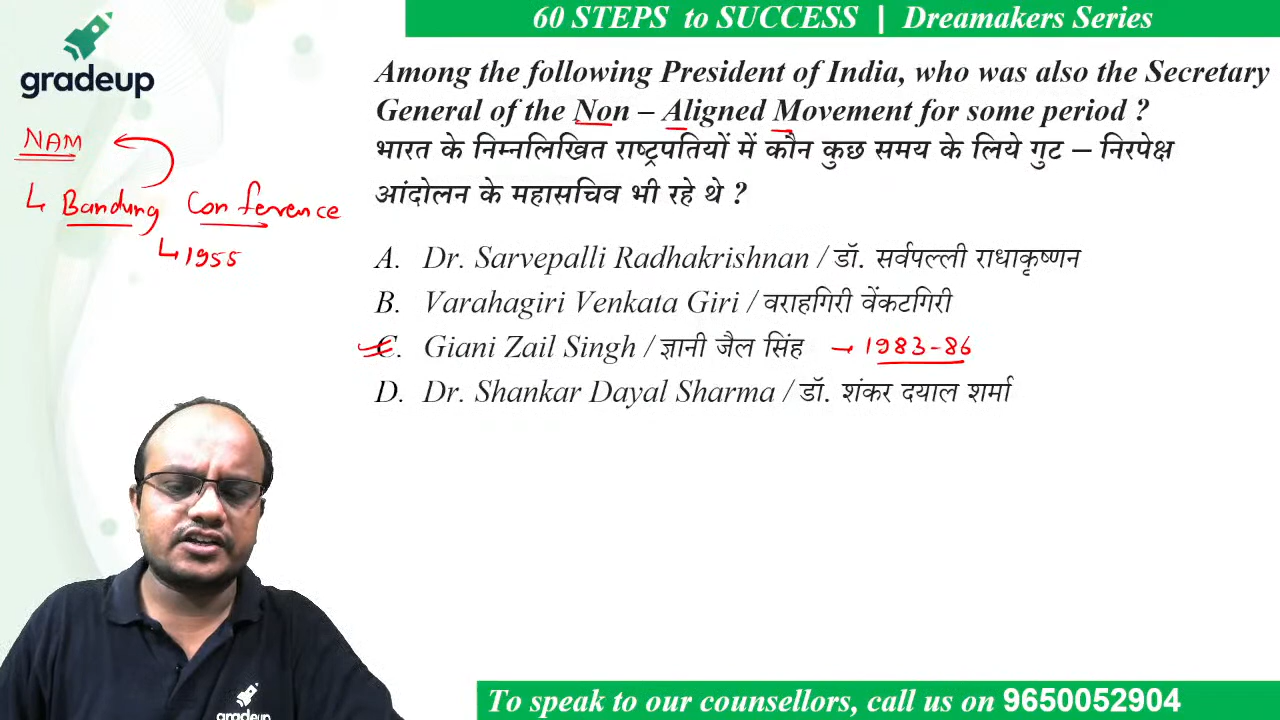 60 STEPS to SUCCESS | Dreamakers Series
gradeup
Among the following President of India, who was also the Secretary
General of the Non – Aligned Movement for some period ?
भारत के निम्नलिखित राष्ट्रपतियों में कौन कुछ समय के लिये गुट – निरपेक्ष
आंदोलन के महासचिव भी रहे थे ?
NAM
Bandung Conference
1955
A. Dr. Sarvepalli Radhakrishnan / डॉ. सर्वपल्ली राधाकृष्णन
B. Varahagiri Venkata Giri / वराहगिरी वेंकटगिरी
C. Giani Zail Singh / ज्ञानी जैल सिंह → 1983-86
D. Dr. Shankar Dayal Sharma / डॉ. शंकर दयाल शर्मा
gradeup
To speak to our counsellors, call us on 9650052904